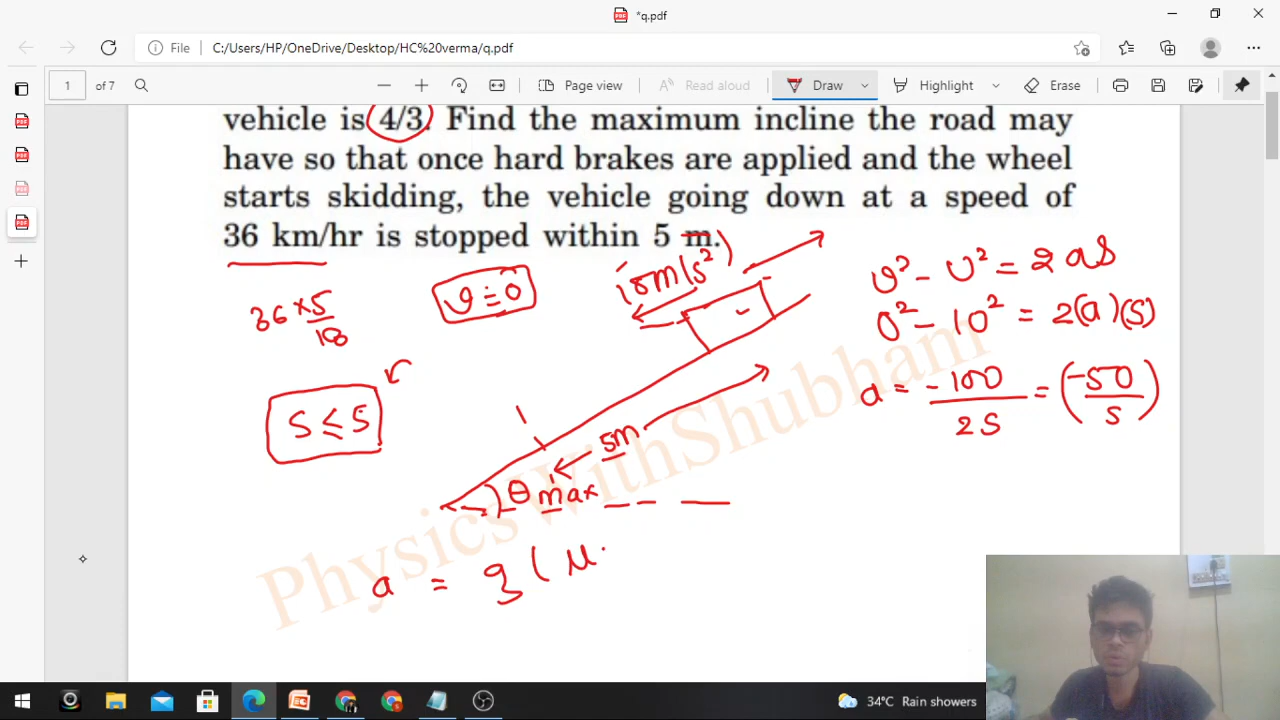 *q.pdf
File C:/Users/HP/OneDrive/Desktop/HC%20verma/q.pdf
1 of 7 Page view Read aloud Draw Highlight Erase
vehicle is 4/3. Find the maximum incline the road may
have so that once hard brakes are applied and the wheel
starts skidding, the vehicle going down at a speed of
36 km/hr is stopped within 5 m.
36 × 5/18
v = 0
10m/s²)
v² - u² = 2as
0² - 10² = 2(a)(s)
a = -100/2s = (-50/s)
s ≤ 5
5m
θ max
a = g ( μ.
PhysicsWithShubham
34°C Rain showers